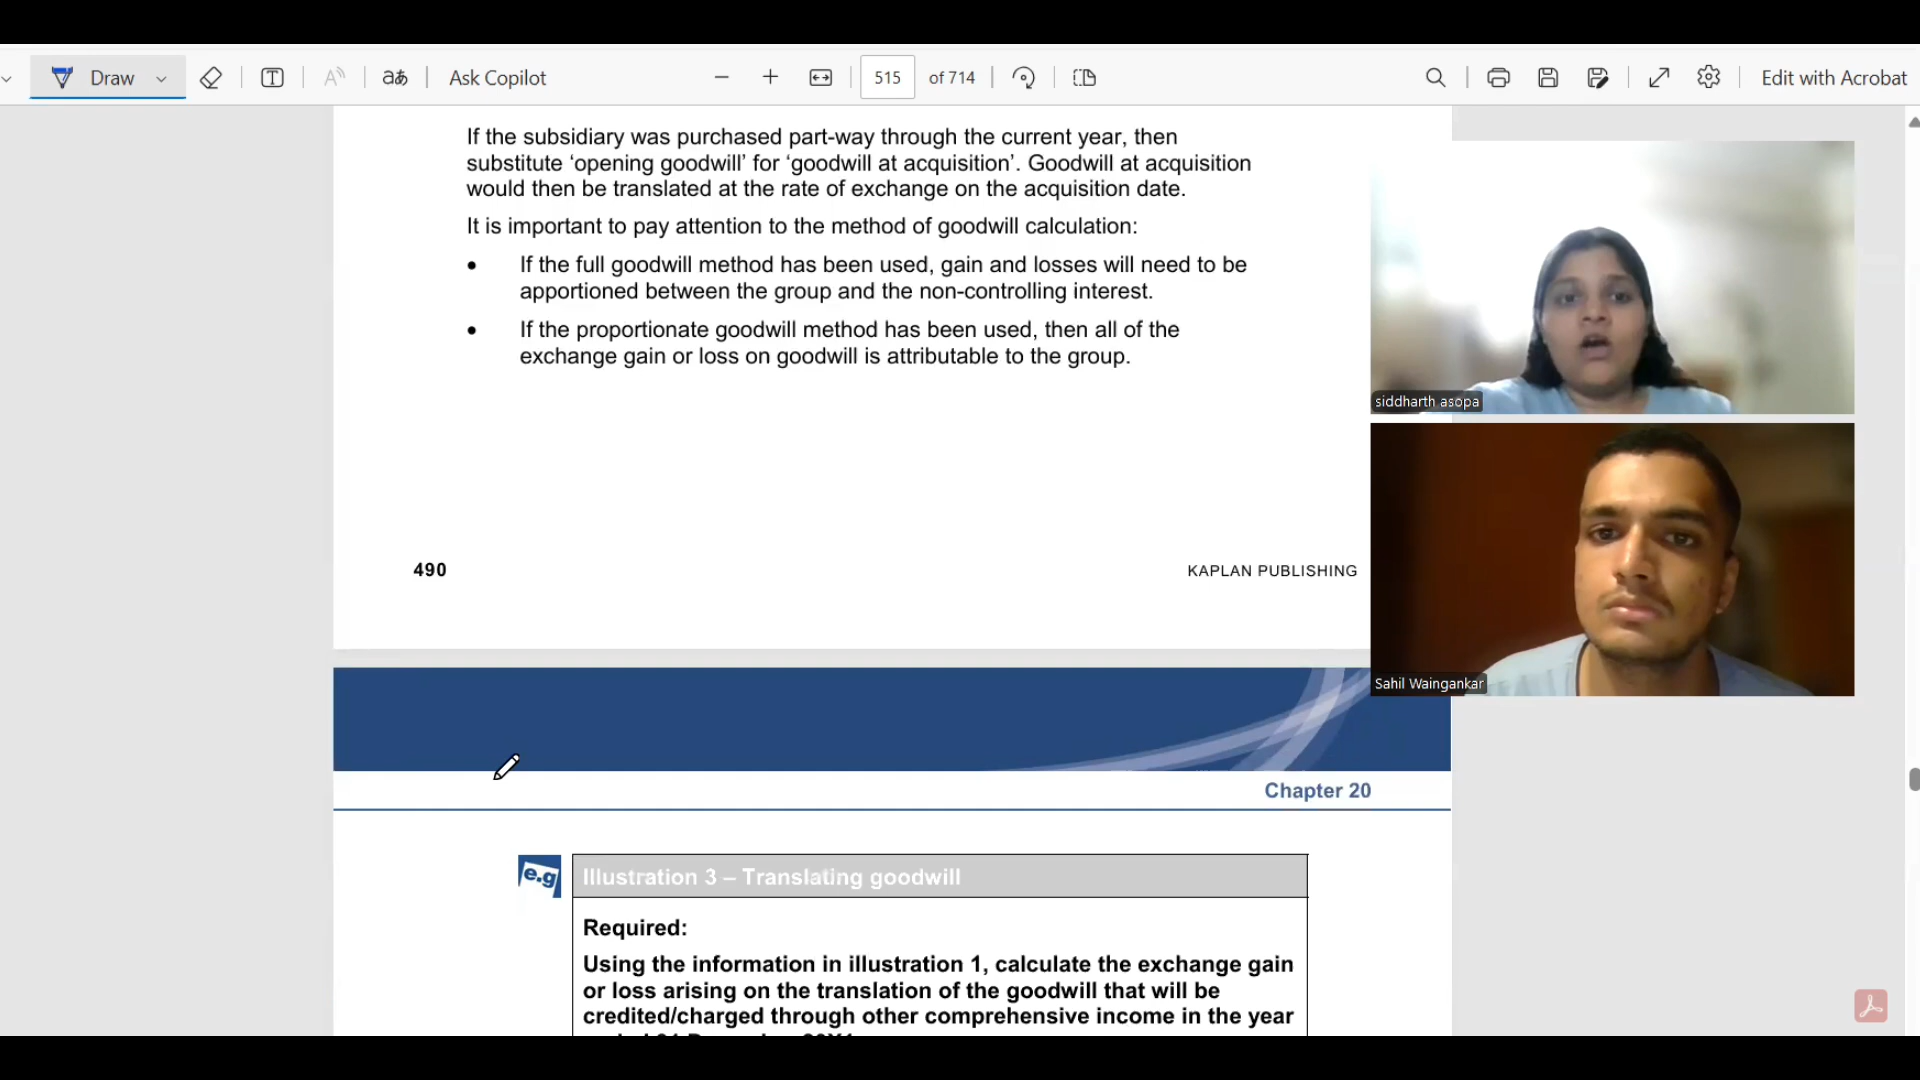 Draw
T
A
aあ
Ask Copilot
515
of 714
Edit with Acrobat
If the subsidiary was purchased part-way through the current year, then
substitute ‘opening goodwill’ for ‘goodwill at acquisition’. Goodwill at acquisition
would then be translated at the rate of exchange on the acquisition date.
It is important to pay attention to the method of goodwill calculation:
• If the full goodwill method has been used, gain and losses will need to be
apportioned between the group and the non-controlling interest.
• If the proportionate goodwill method has been used, then all of the
exchange gain or loss on goodwill is attributable to the group.
siddharth asopa
490
KAPLAN PUBLISHING
Sahil Waingankar
Chapter 20
e.g
Illustration 3 – Translating goodwill
Required:
Using the information in illustration 1, calculate the exchange gain
or loss arising on the translation of the goodwill that will be
credited/charged through other comprehensive income in the year